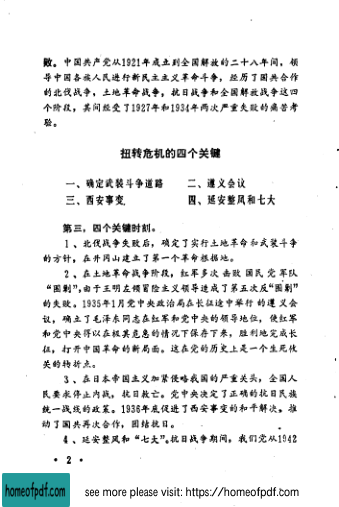 败。中国共产党从1921年成立到全国解放的二十八年间，领
导中国各族人民进行新民主主义革命斗争，经历了国共合作
的北伐战争，土地革命战争，抗日战争和全国解放战争这四
个阶段，其间经受了1927年和1934年两次严重失败的痛苦考
验。
扭转危机的四个关键
一、确定武装斗争道路　二、遵义会议
三、西安事变　四、延安整风和七大
第三，四个关键时刻。
1、北伐战争失败后，确定了实行土地革命和武装斗争
的方针，在井冈山建立了第一个革命根据地。
2、在土地革命战争阶段，红军多次击败国民党军队
“围剿”，由于王明左倾冒险主义领导造成了第五次反“围剿”
的失败。1935年1月党中央政治局在长征途中举行的遵义会
议，确立了毛泽东同志在红军和党中央的领导地位，使红军
和党中央得以在极其危急的情况下保存下来，胜利地完成长
征，打开中国革命的新局面。这在党的历史上是一个生死攸
关的转折点。
3、在日本帝国主义加紧侵略我国的严重关头，全国人
民要求停止内战，抗日救亡。党中央决定了正确的抗日民族
统一战线的政策。1936年底促进了西安事变的和平解决。推
动了国共再次合作，团结抗日。
4、延安整风和“七大”。抗日战争期间，我们党从1942
• 2 •
homeofpdf.com
see more please visit: https://homeofpdf.com